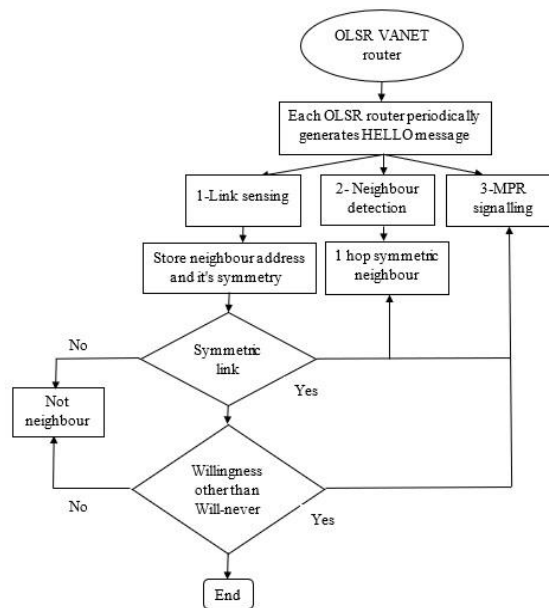 OLSR VANET
router
Each OLSR router periodically
generates HELLO message
1-Link sensing
2- Neighbour
detection
3-MPR
signalling
Store neighbour address
and it's symmetry
1 hop symmetric
neighbour
No
Symmetric
link
Yes
Not
neighbour
Willingness
other than
Will-never
No
Yes
End